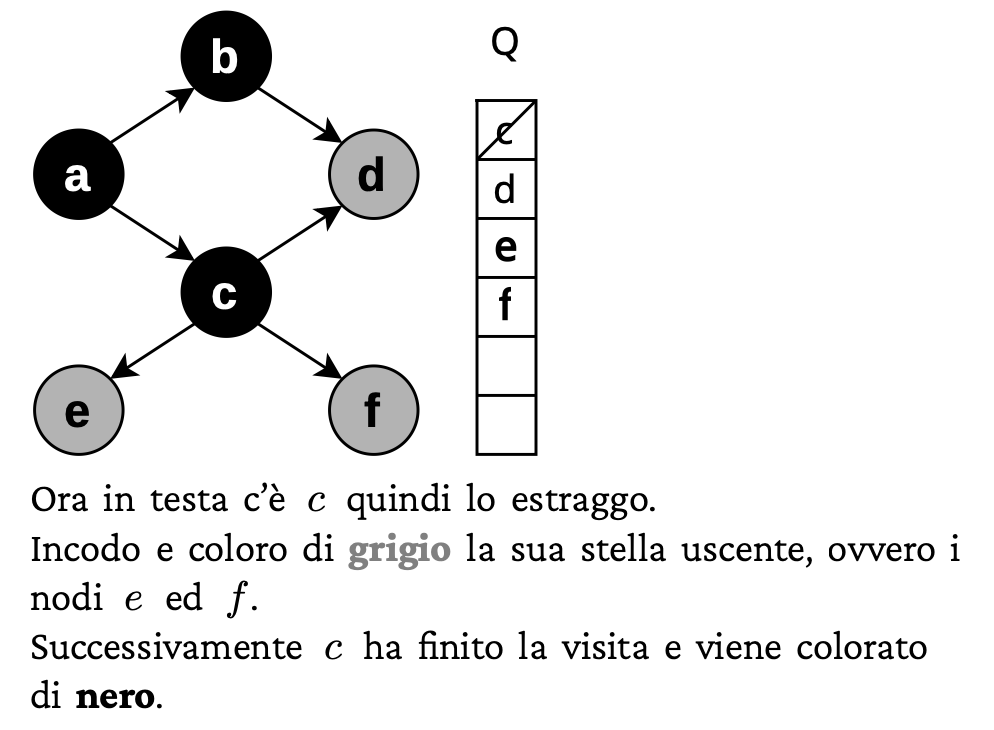 b
Q
c
a
d
d
e
c
f
e
f
Ora in testa c’è c quindi lo estraggo.
Incodo e coloro di grigio la sua stella uscente, ovvero i
nodi e ed f.
Successivamente c ha finito la visita e viene colorato
di nero.